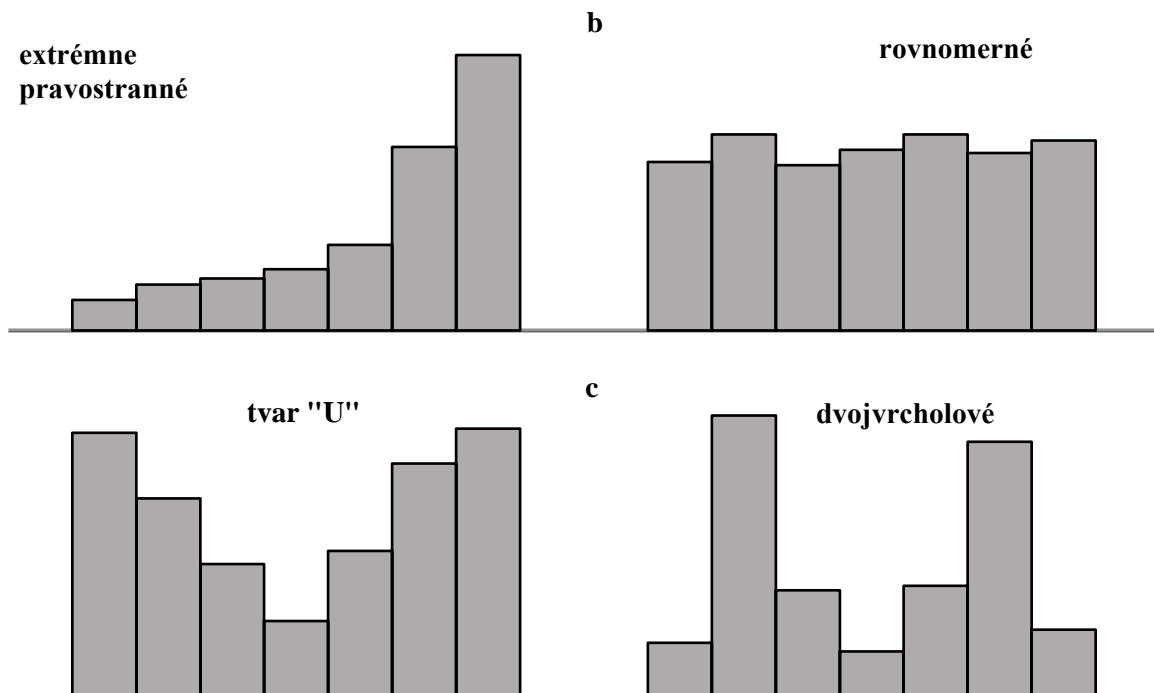 b
extrémne
pravostranné
rovnomerné
c
tvar "U"
dvojvrcholové